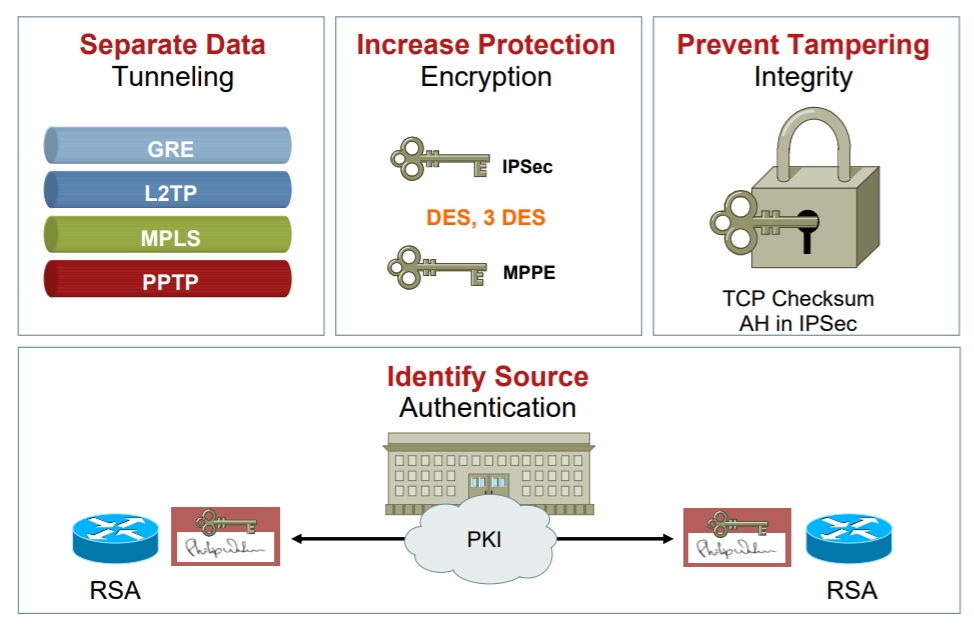 Separate Data
Tunneling
GRE
L2TP
MPLS
PPTP
Increase Protection
Encryption
IPSec
DES, 3 DES
MPPE
Prevent Tampering
Integrity
TCP Checksum
AH in IPSec
Identify Source
Authentication
PKI
RSA
RSA